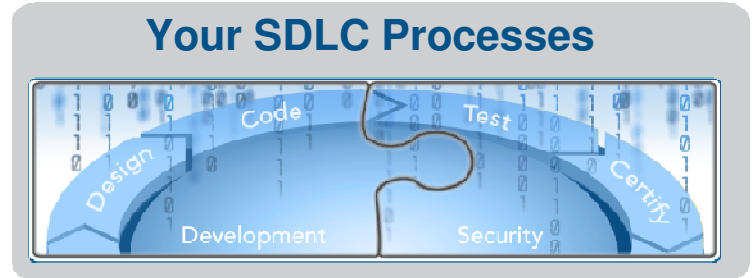 Your SDLC Processes
Design
Code
Test
Certify
Development
Security